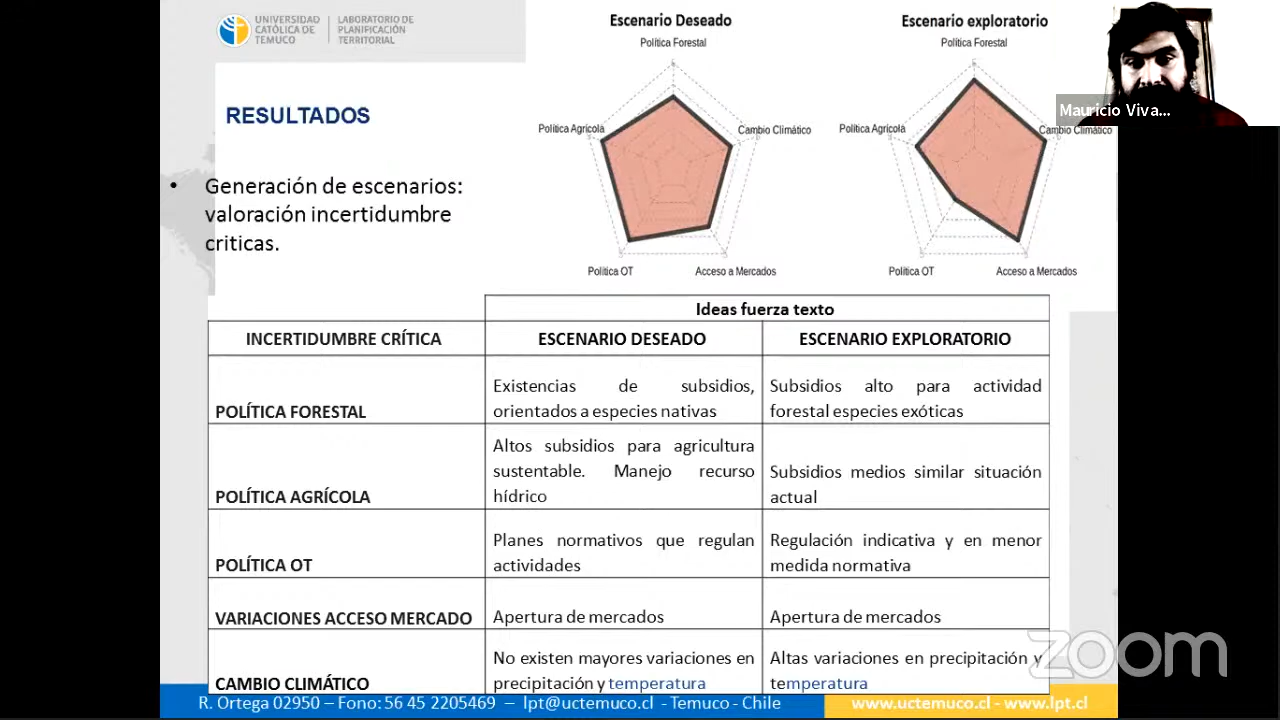 UNIVERSIDAD
CATÓLICA DE
TEMUCO
LABORATORIO DE
PLANIFICACIÓN
TERRITORIAL
RESULTADOS
• Generación de escenarios:
valoración incertidumbre
criticas.
Escenario Deseado
Política Forestal
Política Agrícola
Cambio Climático
Política OT
Acceso a Mercados
Escenario exploratorio
Política Forestal
Política Agrícola
Cambio Climático
Política OT
Acceso a Mercados
Mauricio Viva...
Ideas fuerza texto
INCERTIDUMBRE CRÍTICA
ESCENARIO DESEADO
ESCENARIO EXPLORATORIO
POLÍTICA FORESTAL
Existencias de subsidios,
orientados a especies nativas
Subsidios alto para actividad
forestal especies exóticas
POLÍTICA AGRÍCOLA
Altos subsidios para agricultura
sustentable. Manejo recurso
hídrico
Subsidios medios similar situación
actual
POLÍTICA OT
Planes normativos que regulan
actividades
Regulación indicativa y en menor
medida normativa
VARIACIONES ACCESO MERCADO
Apertura de mercados
Apertura de mercados
CAMBIO CLIMÁTICO
No existen mayores variaciones en
precipitación y temperatura
Altas variaciones en precipitación y
temperatura
zoom
R. Ortega 02950 – Fono: 56 45 2205469 – lpt@uctemuco.cl - Temuco - Chile
www.uctemuco.cl - www.lpt.cl